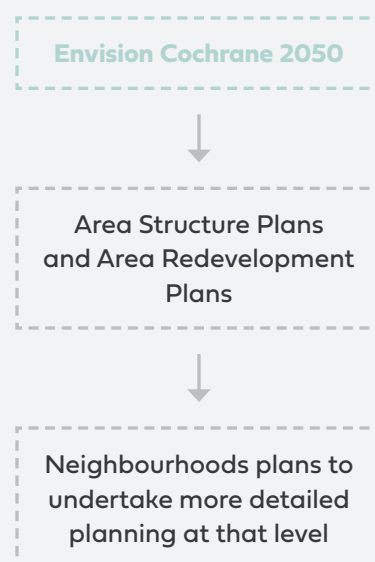 Envision Cochrane 2050
Area Structure Plans
and Area Redevelopment
Plans
Neighbourhoods plans to
undertake more detailed
planning at that level